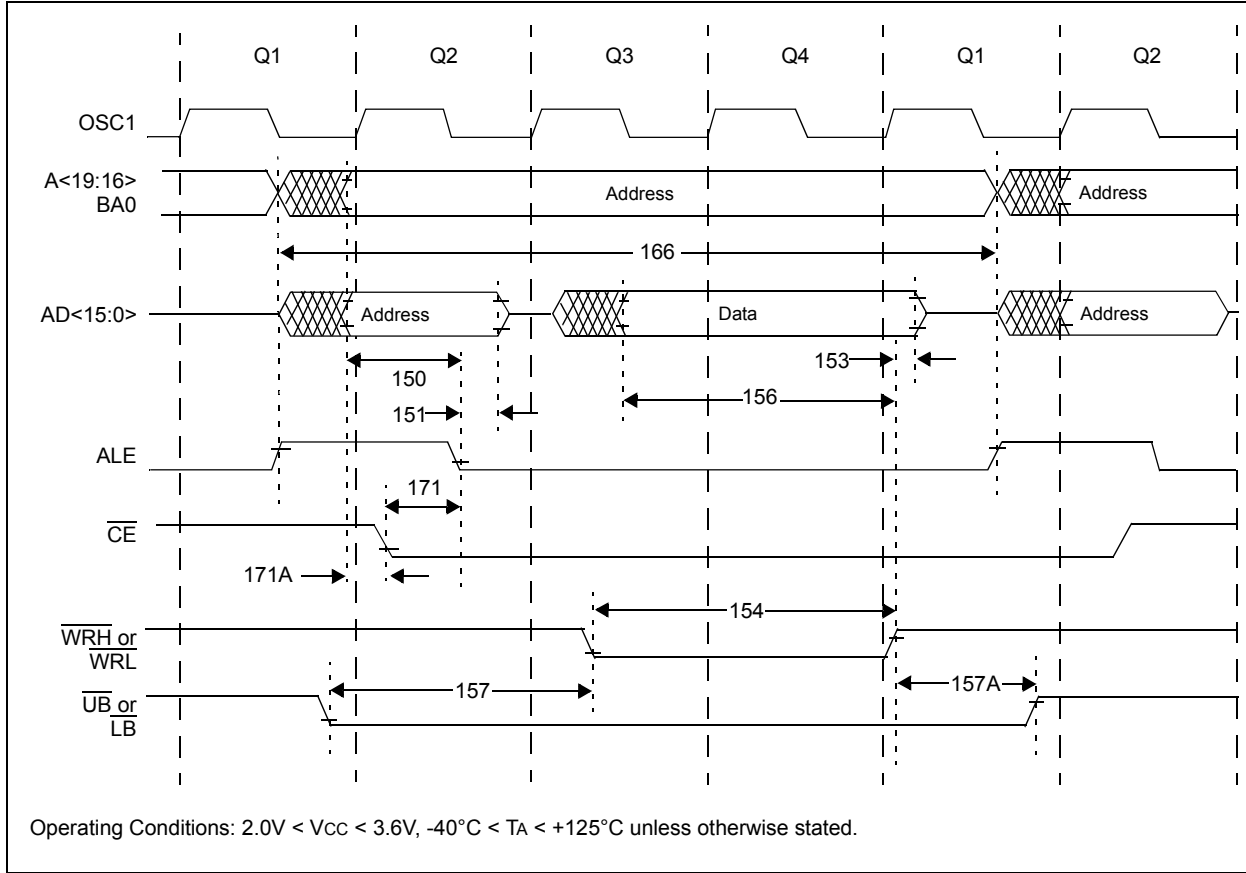 Q1 Q2 Q3 Q4 Q1 Q2
OSC1
A<19:16>
BA0
Address Address
166
AD<15:0>
Address Data Address
153
150
156
151
ALE
171
CE
171A
154
WRH or
WRL
157 157A
UB or
LB
Operating Conditions: 2.0V < VCC < 3.6V, -40°C < TA < +125°C unless otherwise stated.